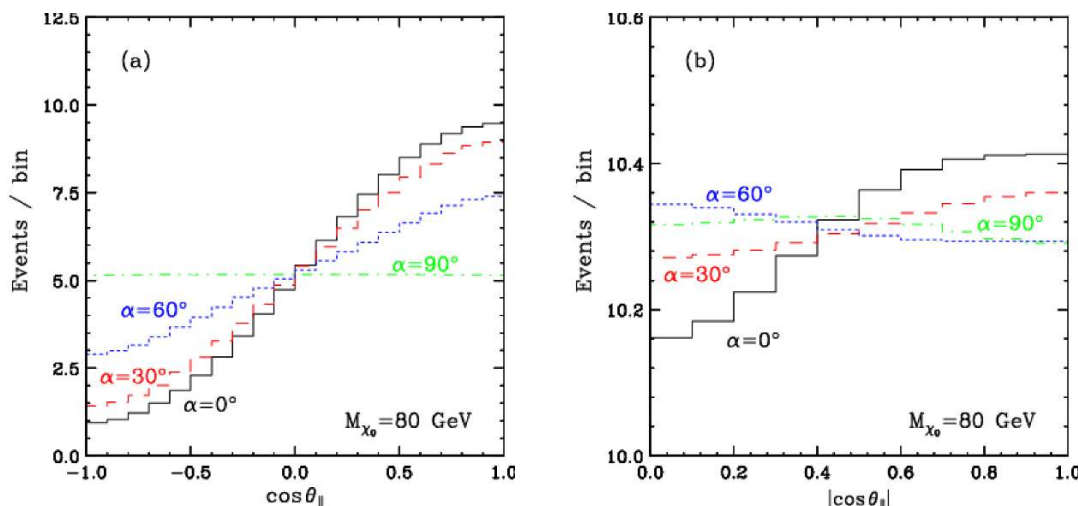 12.5
10.0
7.5
5.0
2.5
0.0
Events / bin
(a)
α=90°
α=60°
α=30°
α=0°
Mχ₀=80 GeV
-1.0 -0.5 0.0 0.5 1.0
cosθ∥
10.6
10.4
10.2
10.0
Events / bin
(b)
α=60°
α=90°
α=30°
α=0°
Mχ₀=80 GeV
0.0 0.2 0.4 0.6 0.8 1.0
|cosθ∥|